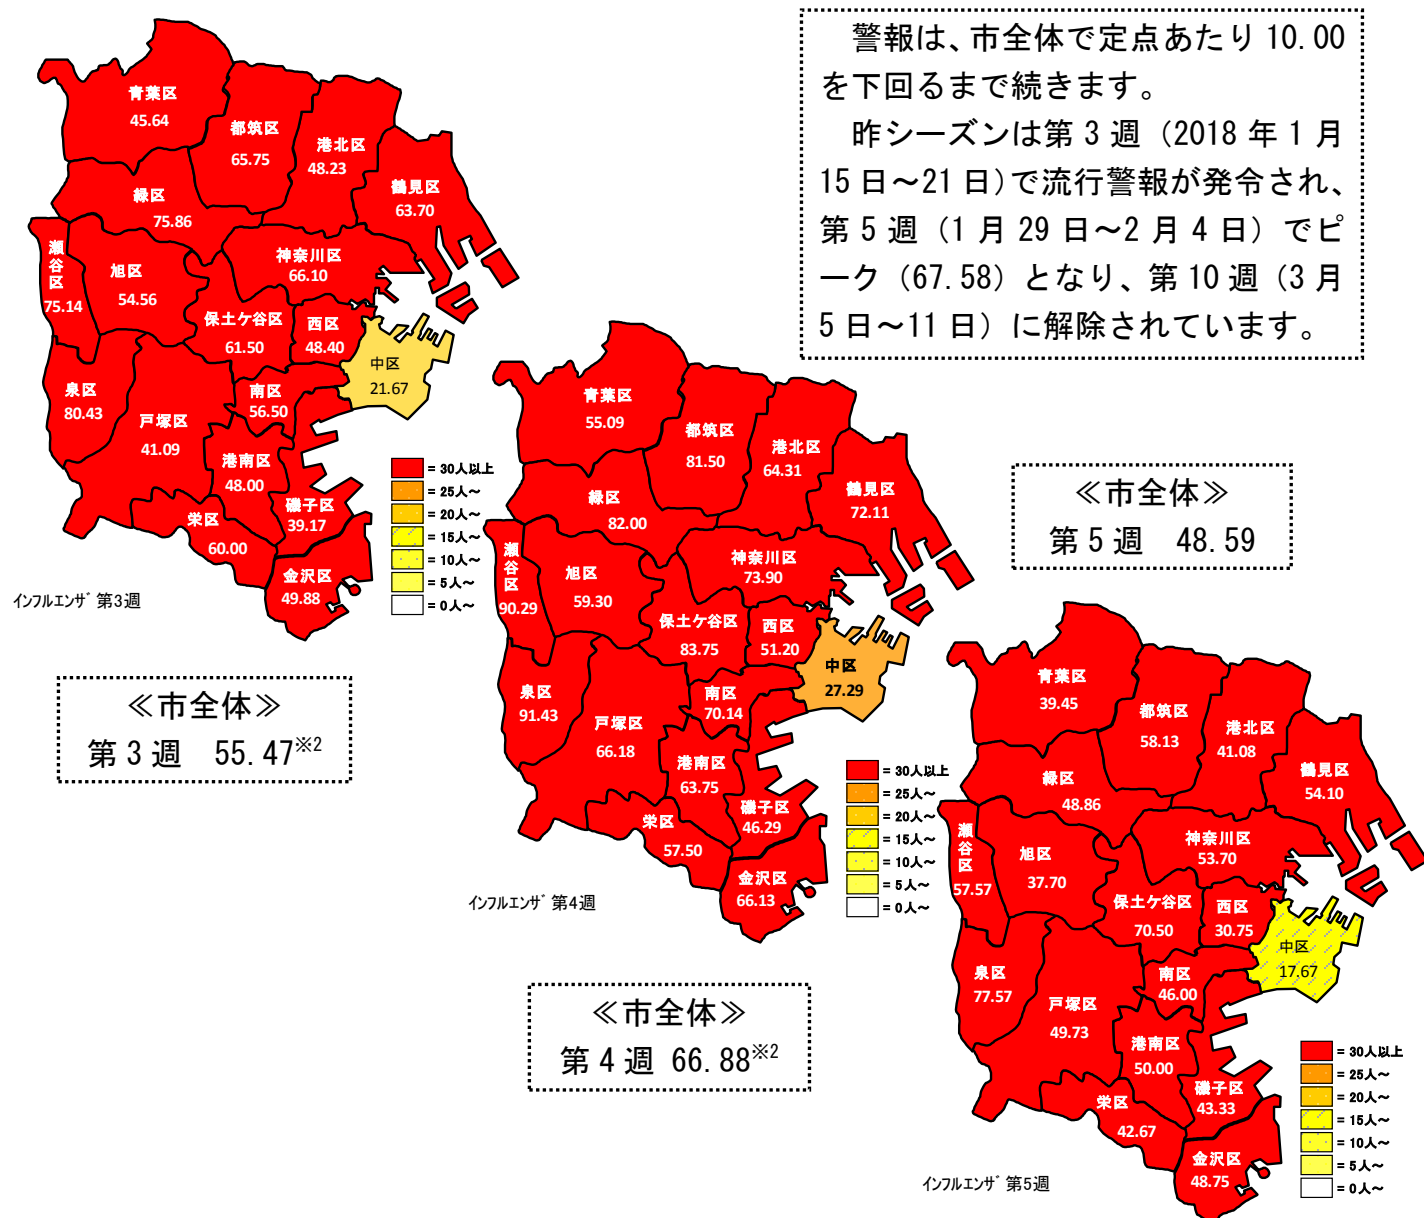 警報は、市全体で定点あたり 10.00
を下回るまで続きます。
昨シーズンは第 3 週（2018 年 1 月
15 日～21 日）で流行警報が発令され、
第 5 週（1 月 29 日～2 月 4 日）でピ
ーク（67.58）となり、第 10 週（3 月
5 日～11 日）に解除されています。
青葉区
45.64
都筑区
65.75
港北区
48.23
鶴見区
63.70
緑区
75.86
瀬谷区
75.14
旭区
54.56
神奈川区
66.10
保土ケ谷区
61.50
西区
48.40
中区
21.67
泉区
80.43
戸塚区
41.09
南区
56.50
港南区
48.00
磯子区
39.17
栄区
60.00
金沢区
49.88
= 30人以上
= 25人～
= 20人～
= 15人～
= 10人～
= 5人～
= 0人～
インフルエンザ 第3週
≪市全体≫
第 3 週 55.47※2
青葉区
55.09
都筑区
81.50
港北区
64.31
鶴見区
72.11
緑区
82.00
瀬谷区
90.29
旭区
59.30
神奈川区
73.90
保土ケ谷区
83.75
西区
51.20
中区
27.29
泉区
91.43
戸塚区
66.18
南区
70.14
港南区
63.75
磯子区
46.29
栄区
57.50
金沢区
66.13
= 30人以上
= 25人～
= 20人～
= 15人～
= 10人～
= 5人～
= 0人～
インフルエンザ 第4週
≪市全体≫
第 4 週 66.88※2
≪市全体≫
第 5 週 48.59
青葉区
39.45
都筑区
58.13
港北区
41.08
鶴見区
54.10
緑区
48.86
瀬谷区
57.57
旭区
37.70
神奈川区
53.70
保土ケ谷区
70.50
西区
30.75
中区
17.67
泉区
77.57
戸塚区
49.73
南区
46.00
港南区
50.00
磯子区
43.33
栄区
42.67
金沢区
48.75
= 30人以上
= 25人～
= 20人～
= 15人～
= 10人～
= 5人～
= 0人～
インフルエンザ 第5週